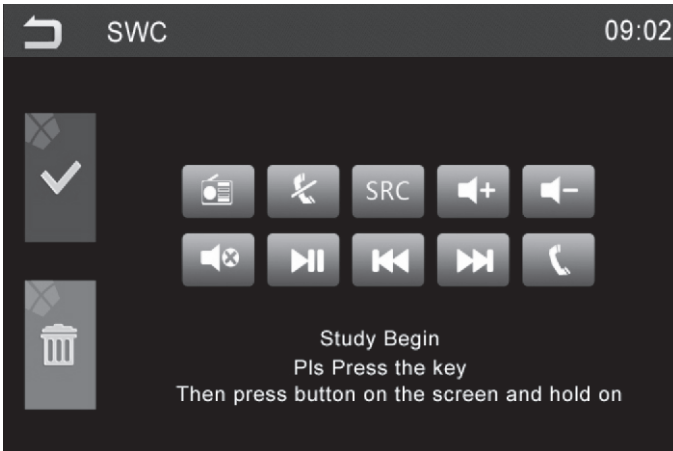 SWC
09:02
SRC
Study Begin
Pls Press the key
Then press button on the screen and hold on